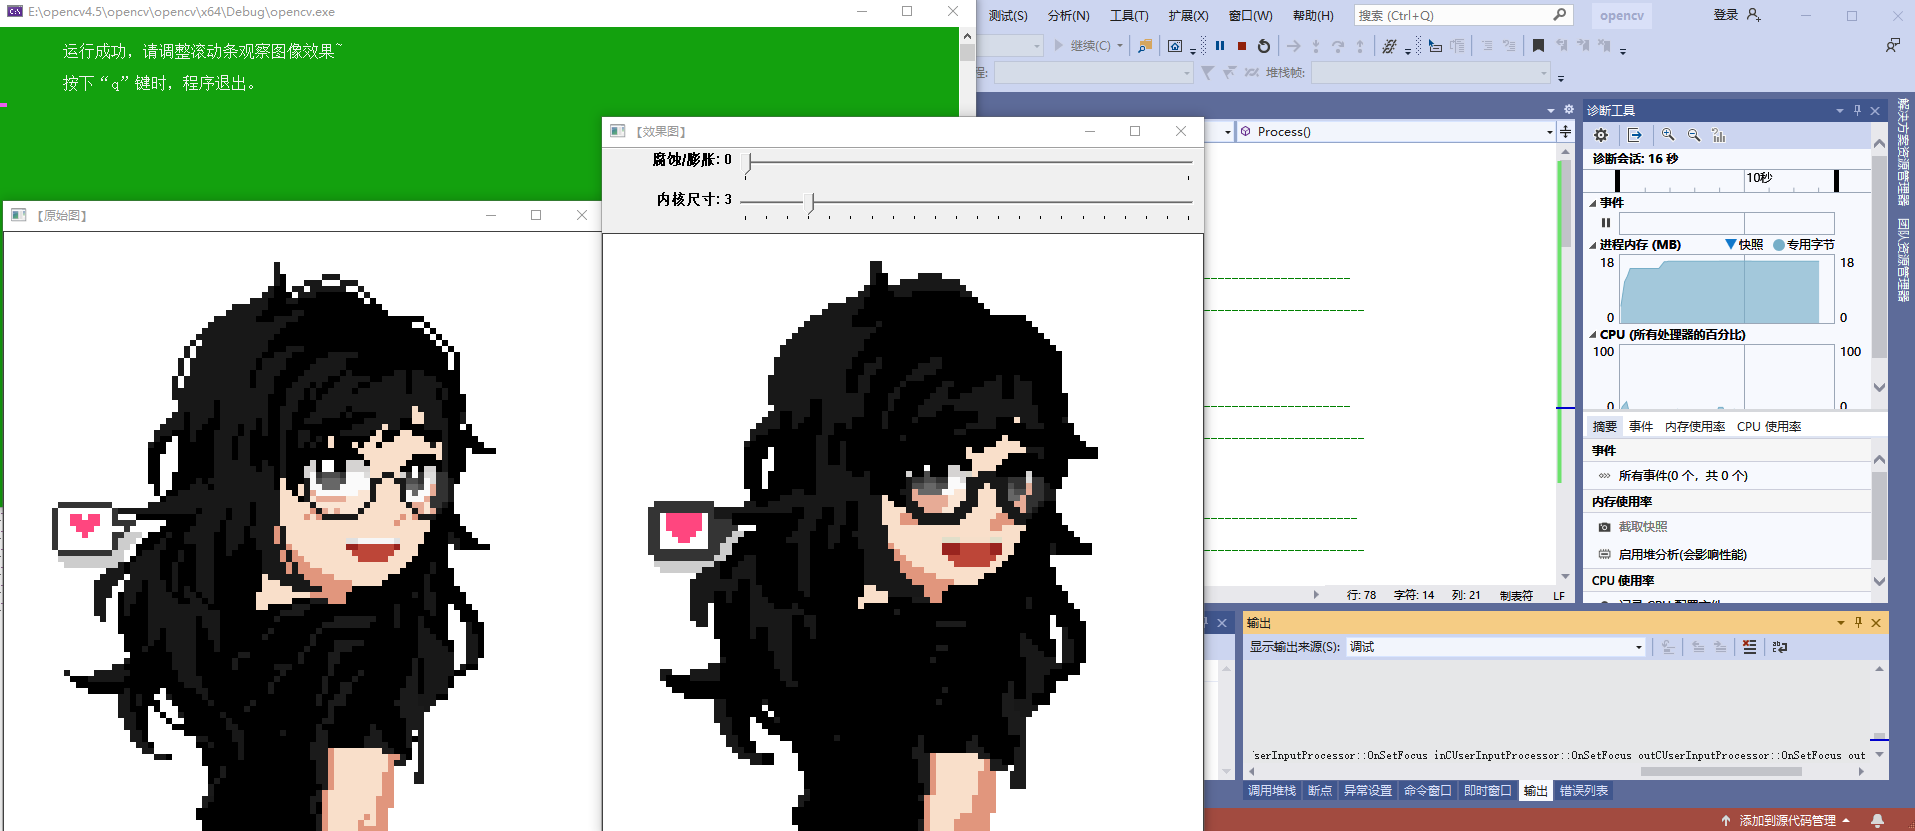 E:\opencv4.5\opencv\opencv\x64\Debug\opencv.exe
运行成功，请调整滚动条观察图像效果~
按下“q”键时，程序退出。
【原始图】
【效果图】
腐蚀/膨胀: 0
内核尺寸: 3
测试(S) 分析(N) 工具(T) 扩展(X) 窗口(W) 帮助(H) 搜索 (Ctrl+Q) opencv 登录
继续(C)
程: 堆栈帧:
Process()
行: 78 字符: 14 列: 21 制表符 LF
诊断工具
诊断会话: 16 秒
10秒
事件
进程内存 (MB) 快照 专用字节
18 18
0 0
CPU (所有处理器的百分比)
100 100
0 0
摘要 事件 内存使用率 CPU 使用率
事件
所有事件(0 个，共 0 个)
内存使用率
截取快照
启用堆分析(会影响性能)
CPU 使用率
解决方案资源管理器
团队资源管理器
输出
显示输出来源(S): 调试
serInputProcessor::OnSetFocus inCUserInputProcessor::OnSetFocus outCUserInputProcessor::OnSetFocus out
调用堆栈 断点 异常设置 命令窗口 即时窗口 输出 错误列表
添加到源代码管理